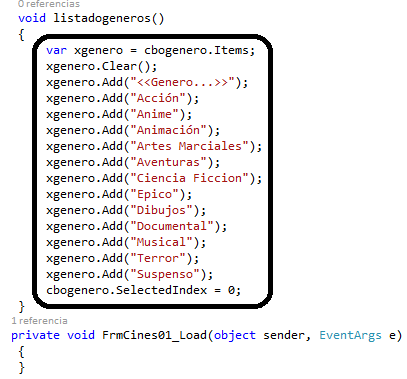 0 referencias
void listadogeneros()
{
var xgenero = cbogenero.Items;
xgenero.Clear();
xgenero.Add("<<Genero...>>");
xgenero.Add("Acción");
xgenero.Add("Anime");
xgenero.Add("Animación");
xgenero.Add("Artes Marciales");
xgenero.Add("Aventuras");
xgenero.Add("Ciencia Ficcion");
xgenero.Add("Epico");
xgenero.Add("Dibujos");
xgenero.Add("Documental");
xgenero.Add("Musical");
xgenero.Add("Terror");
xgenero.Add("Suspenso");
cbogenero.SelectedIndex = 0;
}
1 referencia
private void FrmCines01_Load(object sender, EventArgs e)
{
}